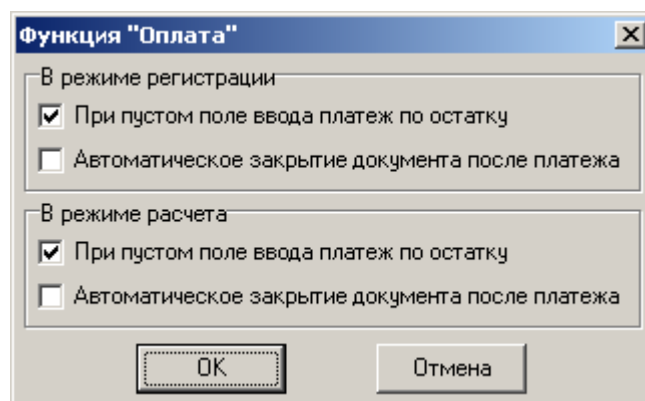 Функция "Оплата"
В режиме регистрации
При пустом поле ввода платеж по остатку
Автоматическое закрытие документа после платежа
В режиме расчета
При пустом поле ввода платеж по остатку
Автоматическое закрытие документа после платежа
OK
Отмена